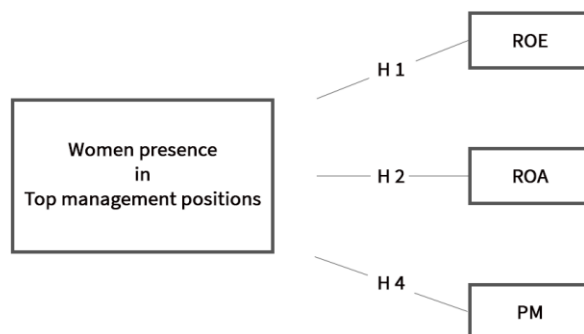 ROE
H 1
Women presence
in
Top management positions
H 2
ROA
H 4
PM